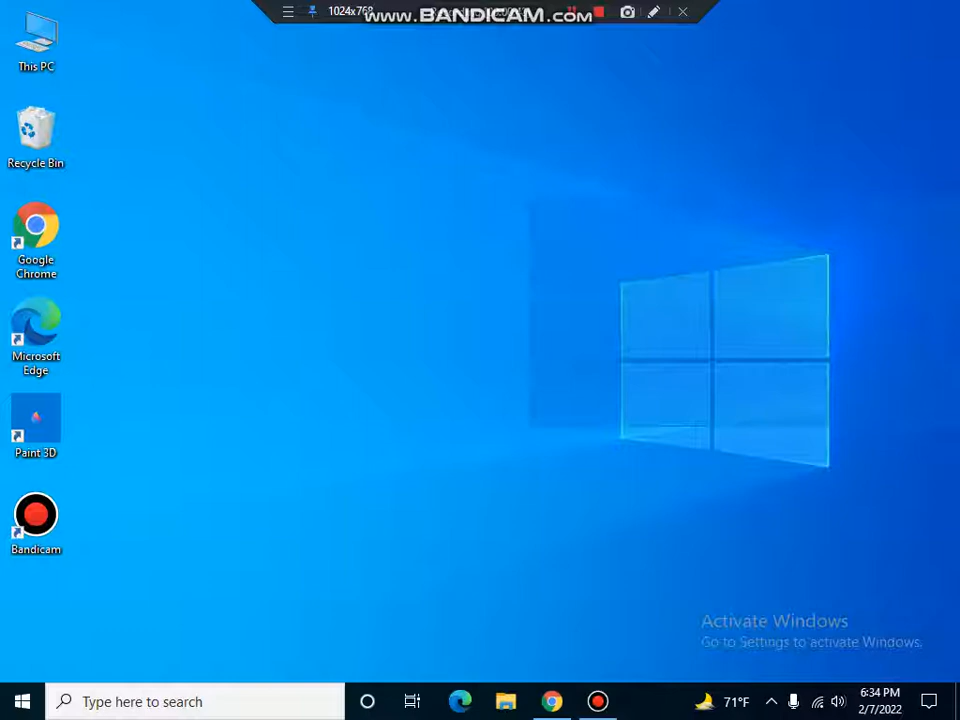 1024x768
www.BANDICAM.com
This PC
Recycle Bin
Google
Chrome
Microsoft
Edge
Paint 3D
Bandicam
Activate Windows
Go to Settings to activate Windows.
Type here to search
71°F
6:34 PM
2/7/2022